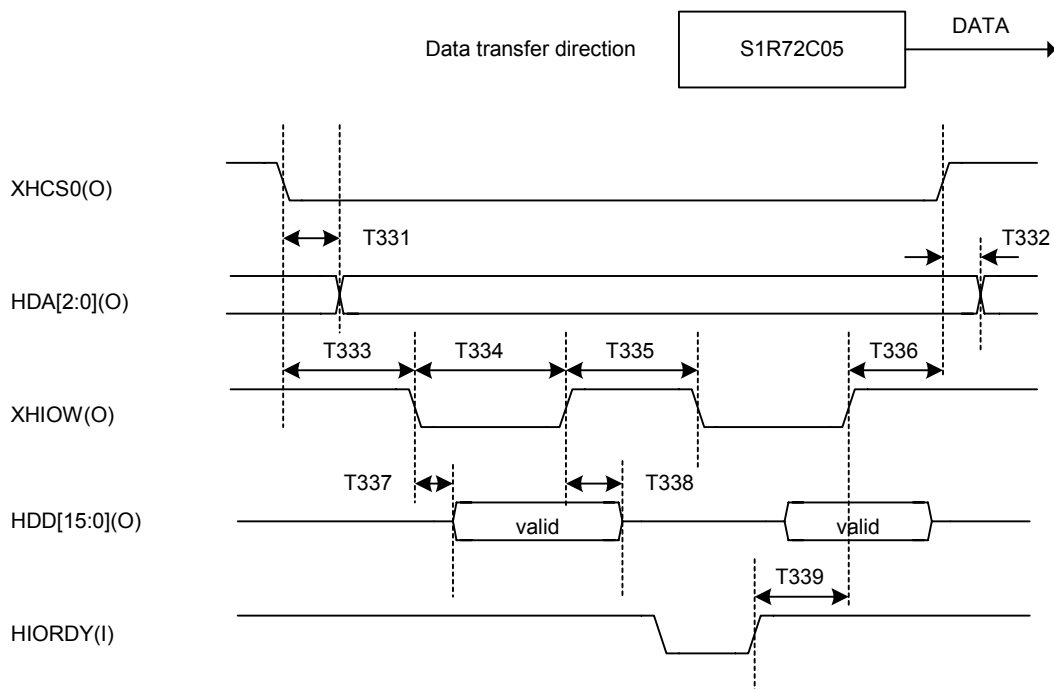 DATA
Data transfer direction S1R72C05
XHCS0(O)
T331 T332
HDA[2:0](O)
T333 T334 T335 T336
XHIOW(O)
T337 T338
HDD[15:0](O)
valid valid
T339
HIORDY(I)